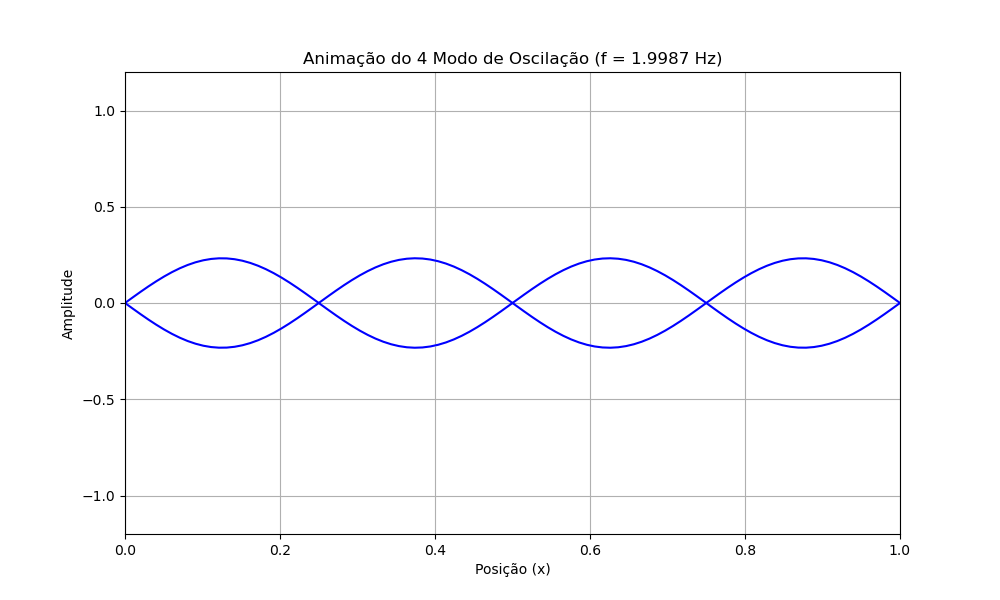 Animação do 4 Modo de Oscilação (f = 1.9987 Hz)
1.0
0.5
0.0
−0.5
−1.0
Amplitude
0.0 0.2 0.4 0.6 0.8 1.0
Posição (x)